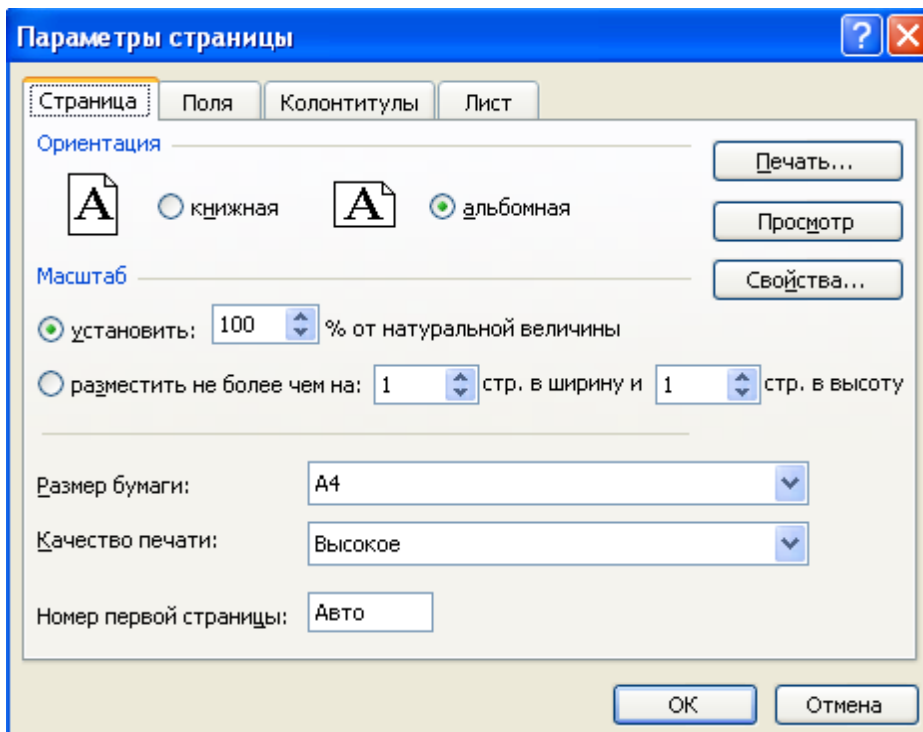 Параметры страницы
Страница Поля Колонтитулы Лист
Ориентация
Печать...
A книжная A альбомная
Просмотр
Масштаб
Свойства...
установить: 100 % от натуральной величины
разместить не более чем на: 1 стр. в ширину и 1 стр. в высоту
Размер бумаги: A4
Качество печати: Высокое
Номер первой страницы: Авто
ОК Отмена